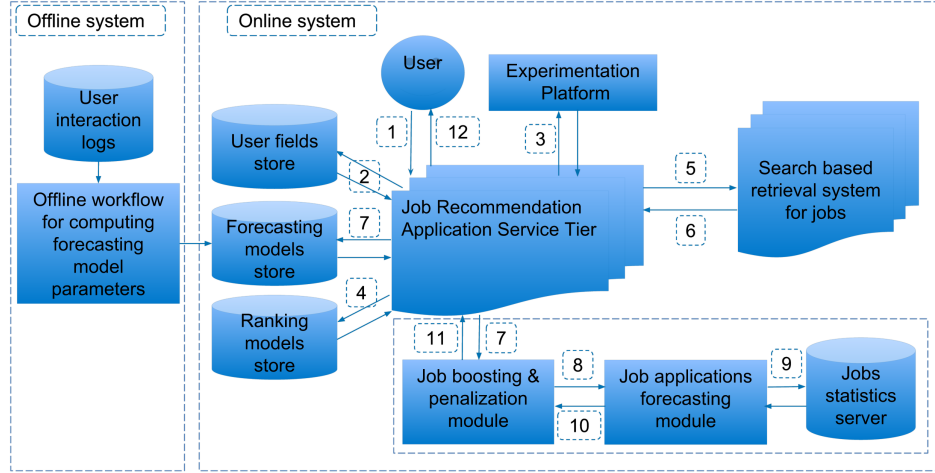 Offline system
Online system
User
interaction
logs
Offline workflow
for computing
forecasting
model
parameters
User
Experimentation
Platform
1
12
3
User fields
store
2
Forecasting
models
store
7
Ranking
models
store
4
Job Recommendation
Application Service Tier
5
6
Search based
retrieval system
for jobs
11
7
Job boosting &
penalization
module
8
10
Job applications
forecasting
module
9
Jobs
statistics
server